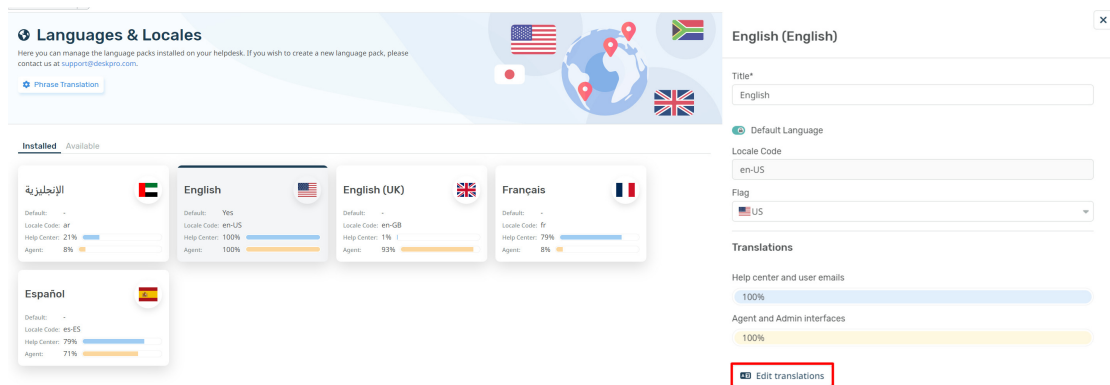 Languages & Locales
Here you can manage the language packs installed on your helpdesk. If you wish to create a new language pack, please
contact us at support@deskpro.com.
Phrase Translation
Installed Available
الإنجليزية
Default: -
Locale Code: ar
Help Center: 21%
Agent: 8%
English
Default: Yes
Locale Code: en-US
Help Center: 100%
Agent: 100%
English (UK)
Default: -
Locale Code: en-GB
Help Center: 1%
Agent: 93%
Français
Default: -
Locale Code: fr
Help Center: 79%
Agent: 8%
Español
Default: -
Locale Code: es-ES
Help Center: 79%
Agent: 71%
English (English)
Title*
English
Default Language
Locale Code
en-US
Flag
US
Translations
Help center and user emails
100%
Agent and Admin interfaces
100%
Edit translations